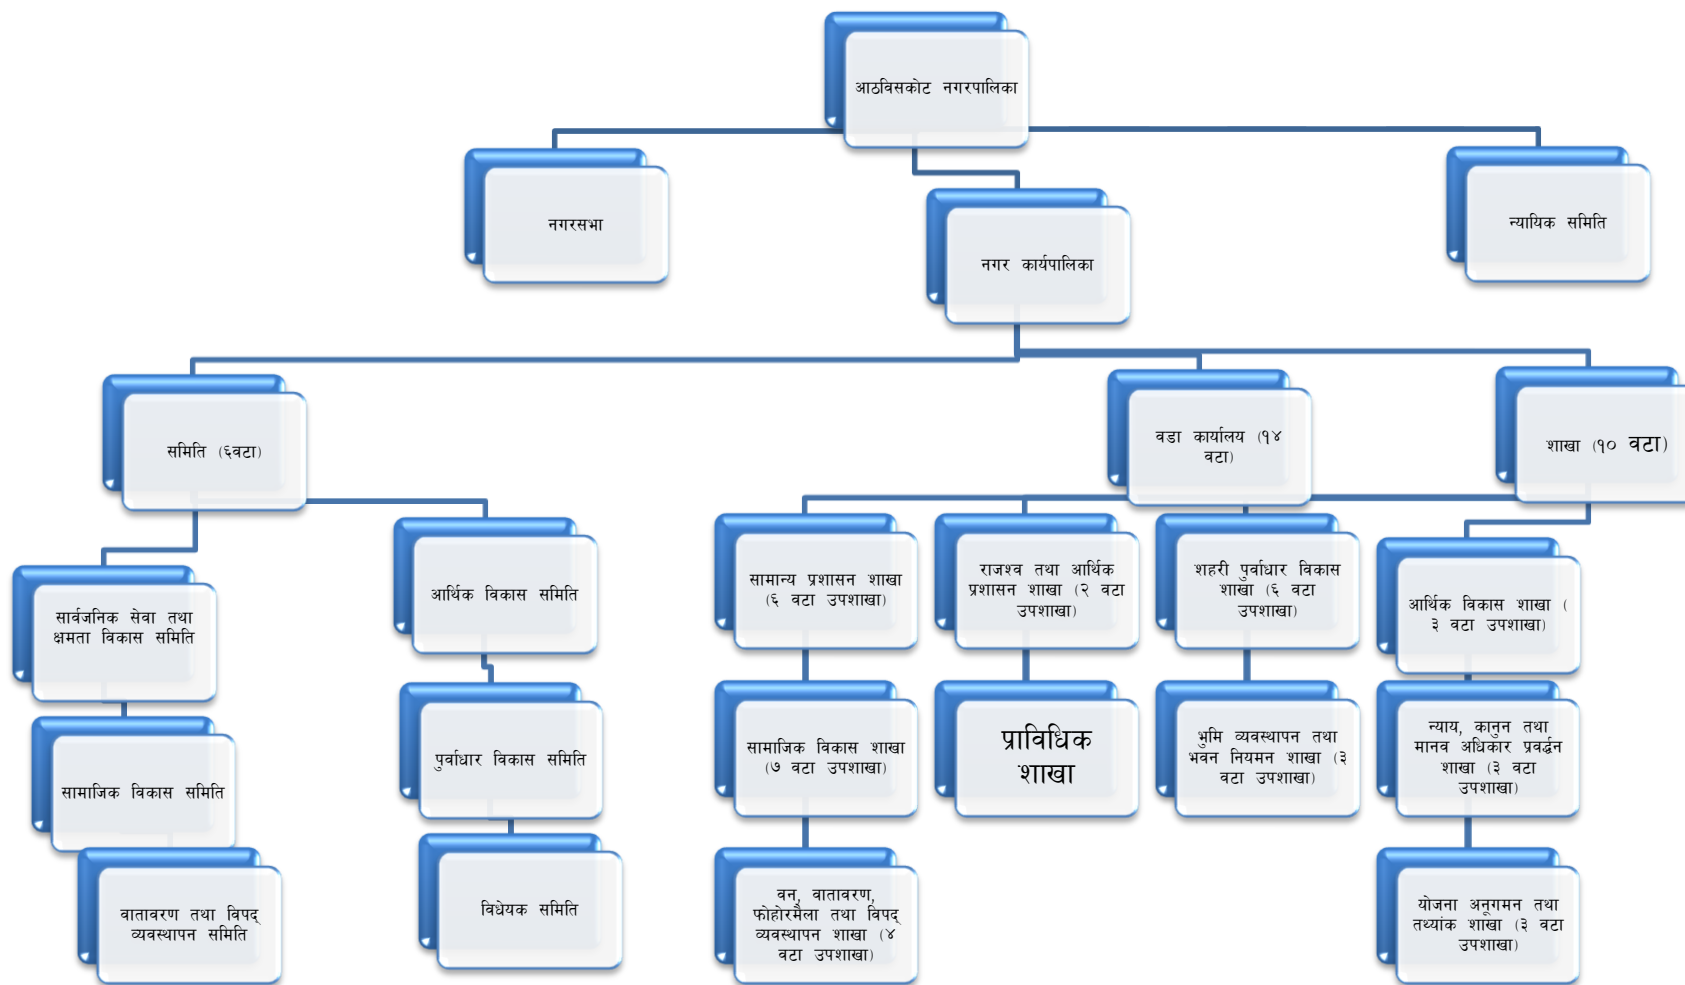 आठविसकोट नगरपालिका
नगरसभा
नगर कार्यपालिका
न्यायिक समिति
समिति (६वटा)
वडा कार्यालय (१४
वटा)
शाखा (१० वटा)
सार्वजनिक सेवा तथा
क्षमता विकास समिति
सामाजिक विकास समिति
वातावरण तथा विपद्
व्यवस्थापन समिति
आर्थिक विकास समिति
पुर्वाधार विकास समिति
विधेयक समिति
सामान्य प्रशासन शाखा
(६ वटा उपशाखा)
सामाजिक विकास शाखा
(७ वटा उपशाखा)
वन, वातावरण,
फोहोरमैला तथा विपद्
व्यवस्थापन शाखा (४
वटा उपशाखा)
राजश्व तथा आर्थिक
प्रशासन शाखा (२ वटा
उपशाखा)
प्राविधिक
शाखा
शहरी पुर्वाधार विकास
शाखा (६ वटा
उपशाखा)
भुमि व्यवस्थापन तथा
भवन नियमन शाखा (३
वटा उपशाखा)
आर्थिक विकास शाखा (
३ वटा उपशाखा)
न्याय, कानुन तथा
मानव अधिकार प्रवर्द्धन
शाखा (३ वटा
उपशाखा)
योजना अनूगमन तथा
तथ्यांक शाखा (३ वटा
उपशाखा)